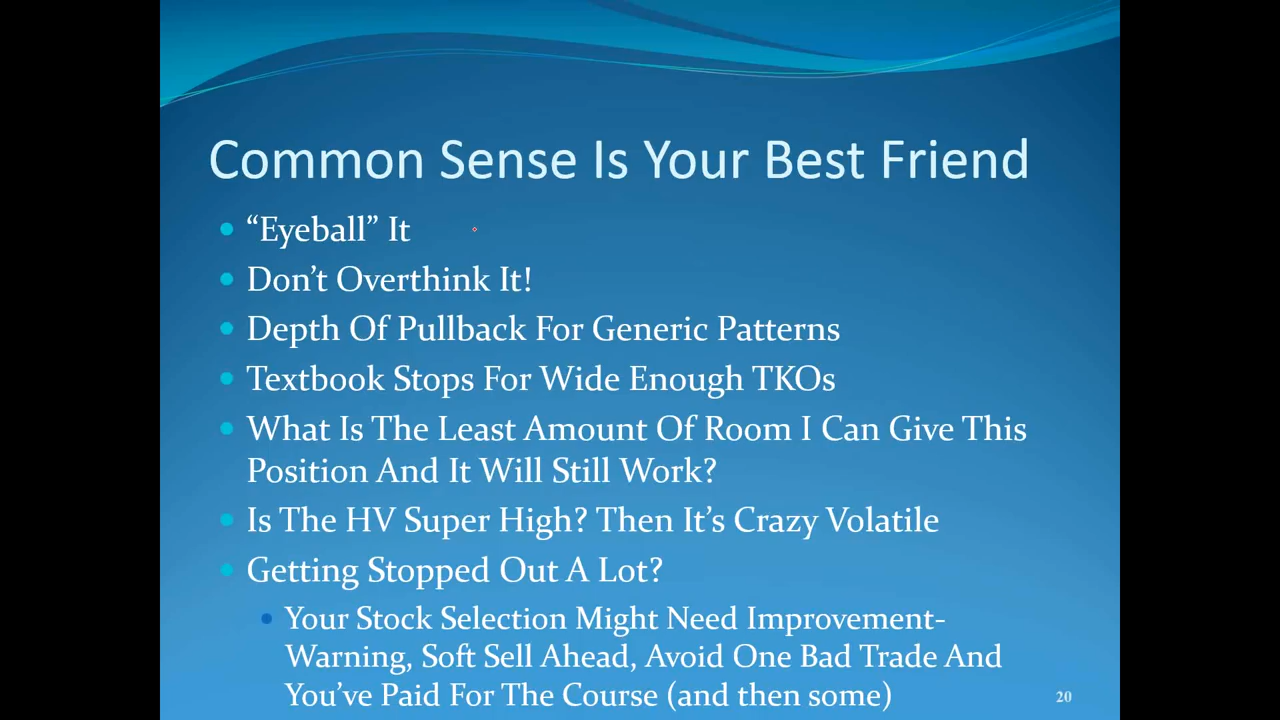 Common Sense Is Your Best Friend
• “Eyeball” It
• Don’t Overthink It!
• Depth Of Pullback For Generic Patterns
• Textbook Stops For Wide Enough TKOs
• What Is The Least Amount Of Room I Can Give This
Position And It Will Still Work?
• Is The HV Super High? Then It’s Crazy Volatile
• Getting Stopped Out A Lot?
• Your Stock Selection Might Need Improvement-
Warning, Soft Sell Ahead, Avoid One Bad Trade And
You’ve Paid For The Course (and then some)
20